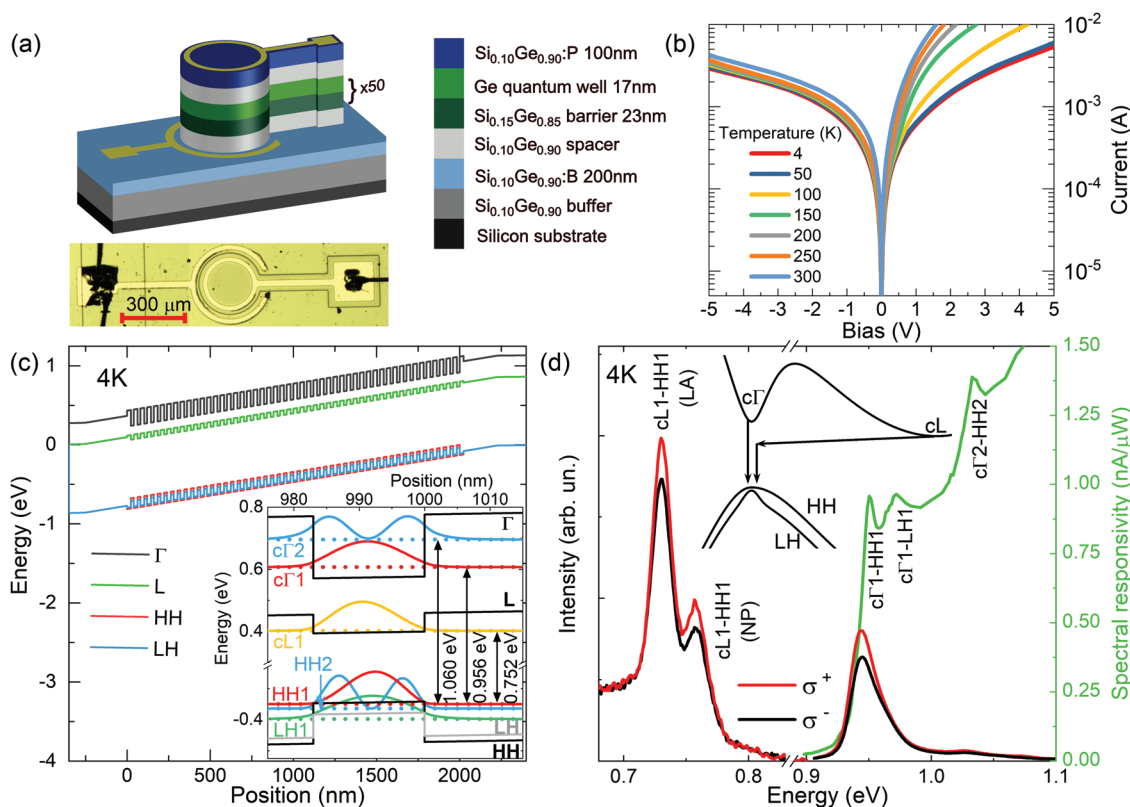 (a)
Si0.10Ge0.90:P 100nm
Ge quantum well 17nm
x50
Si0.15Ge0.85 barrier 23nm
Si0.10Ge0.90 spacer
Si0.10Ge0.90:B 200nm
Si0.10Ge0.90 buffer
Silicon substrate
300 μm
(b)
10-2
10-3
10-4
10-5
Current (A)
Temperature (K)
4
50
100
150
200
250
300
-5 -4 -3 -2 -1 0 1 2 3 4 5
Bias (V)
(c)
4K
1
0
-1
-2
-3
-4
Energy (eV)
Γ
L
HH
LH
0 500 1000 1500 2000
Position (nm)
Position (nm)
980 990 1000 1010
0.8
0.6
0.4
-0.4
Energy (eV)
Γ
cΓ2
cΓ1
L
cL1
HH2
HH1
LH1
LH
HH
1.060 eV
0.956 eV
0.752 eV
(d)
4K
Intensity (arb. un.)
cL1-HH1
(LA)
cL1-HH1
(NP)
cΓ
cL
HH
LH
cΓ1-HH1
cΓ1-LH1
cΓ2-HH2
σ+
σ-
0.7 0.8 0.9 1.0 1.1
Energy (eV)
1.50
1.25
1.00
0.75
0.50
0.25
0.00
Spectral responsivity (nA/μW)